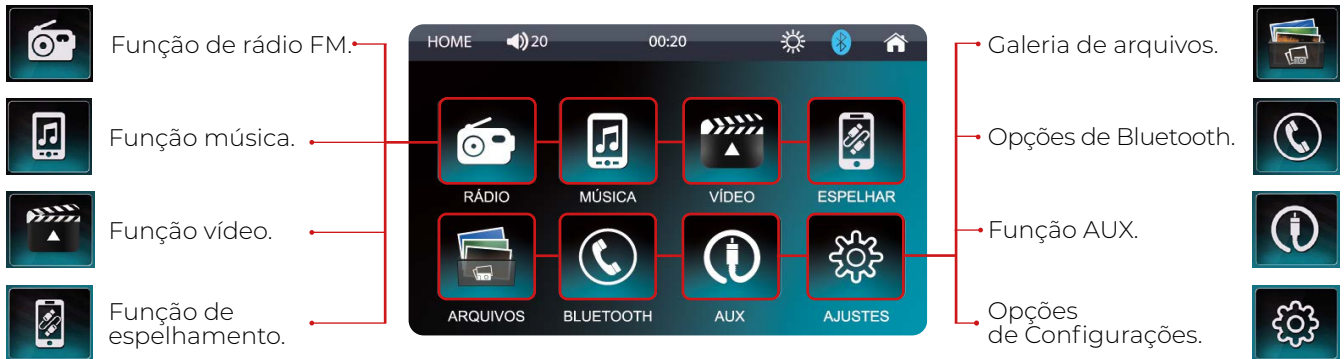 Função de rádio FM.
Função música.
Função vídeo.
Função de
espelhamento.
HOME 20 00:20
RÁDIO MÚSICA VÍDEO ESPELHAR
ARQUIVOS BLUETOOTH AUX AJUSTES
Galeria de arquivos.
Opções de Bluetooth.
Função AUX.
Opções
de Configurações.